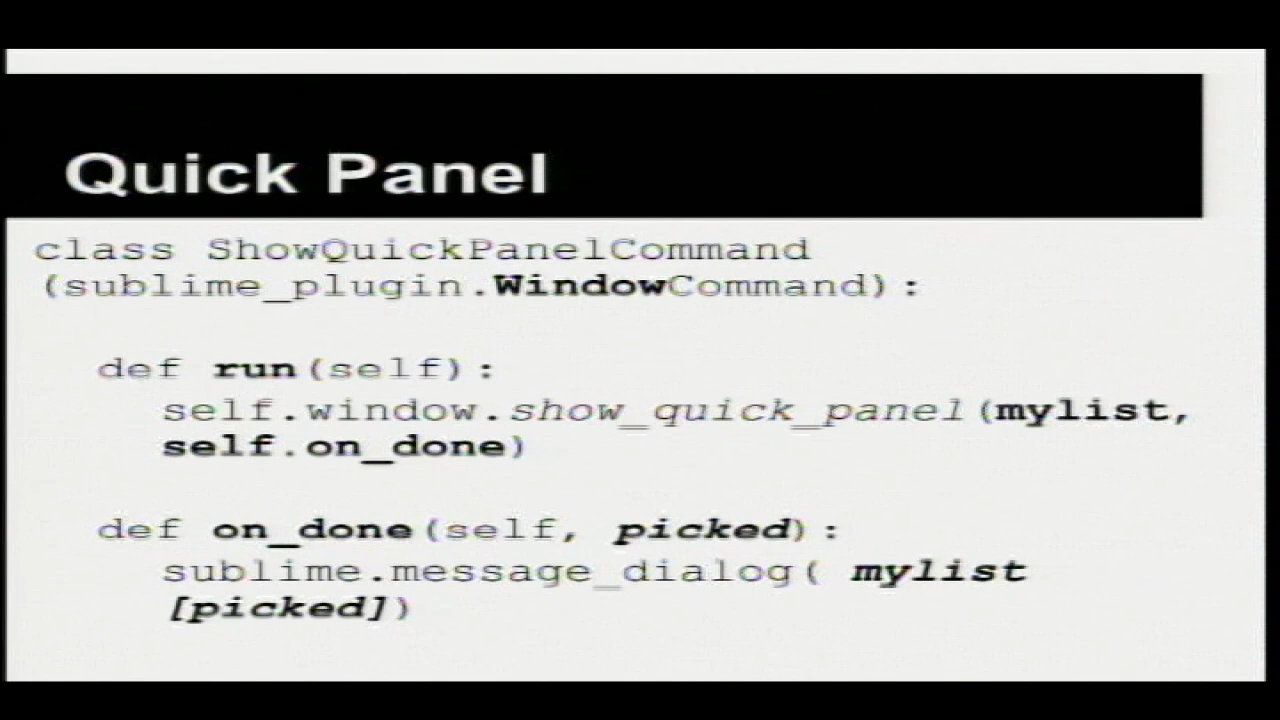 Quick Panel
class ShowQuickPanelCommand
(sublime_plugin.WindowCommand):
def run(self):
self.window.show_quick_panel(mylist,
self.on_done)
def on_done(self, picked):
sublime.message_dialog( mylist
[picked])